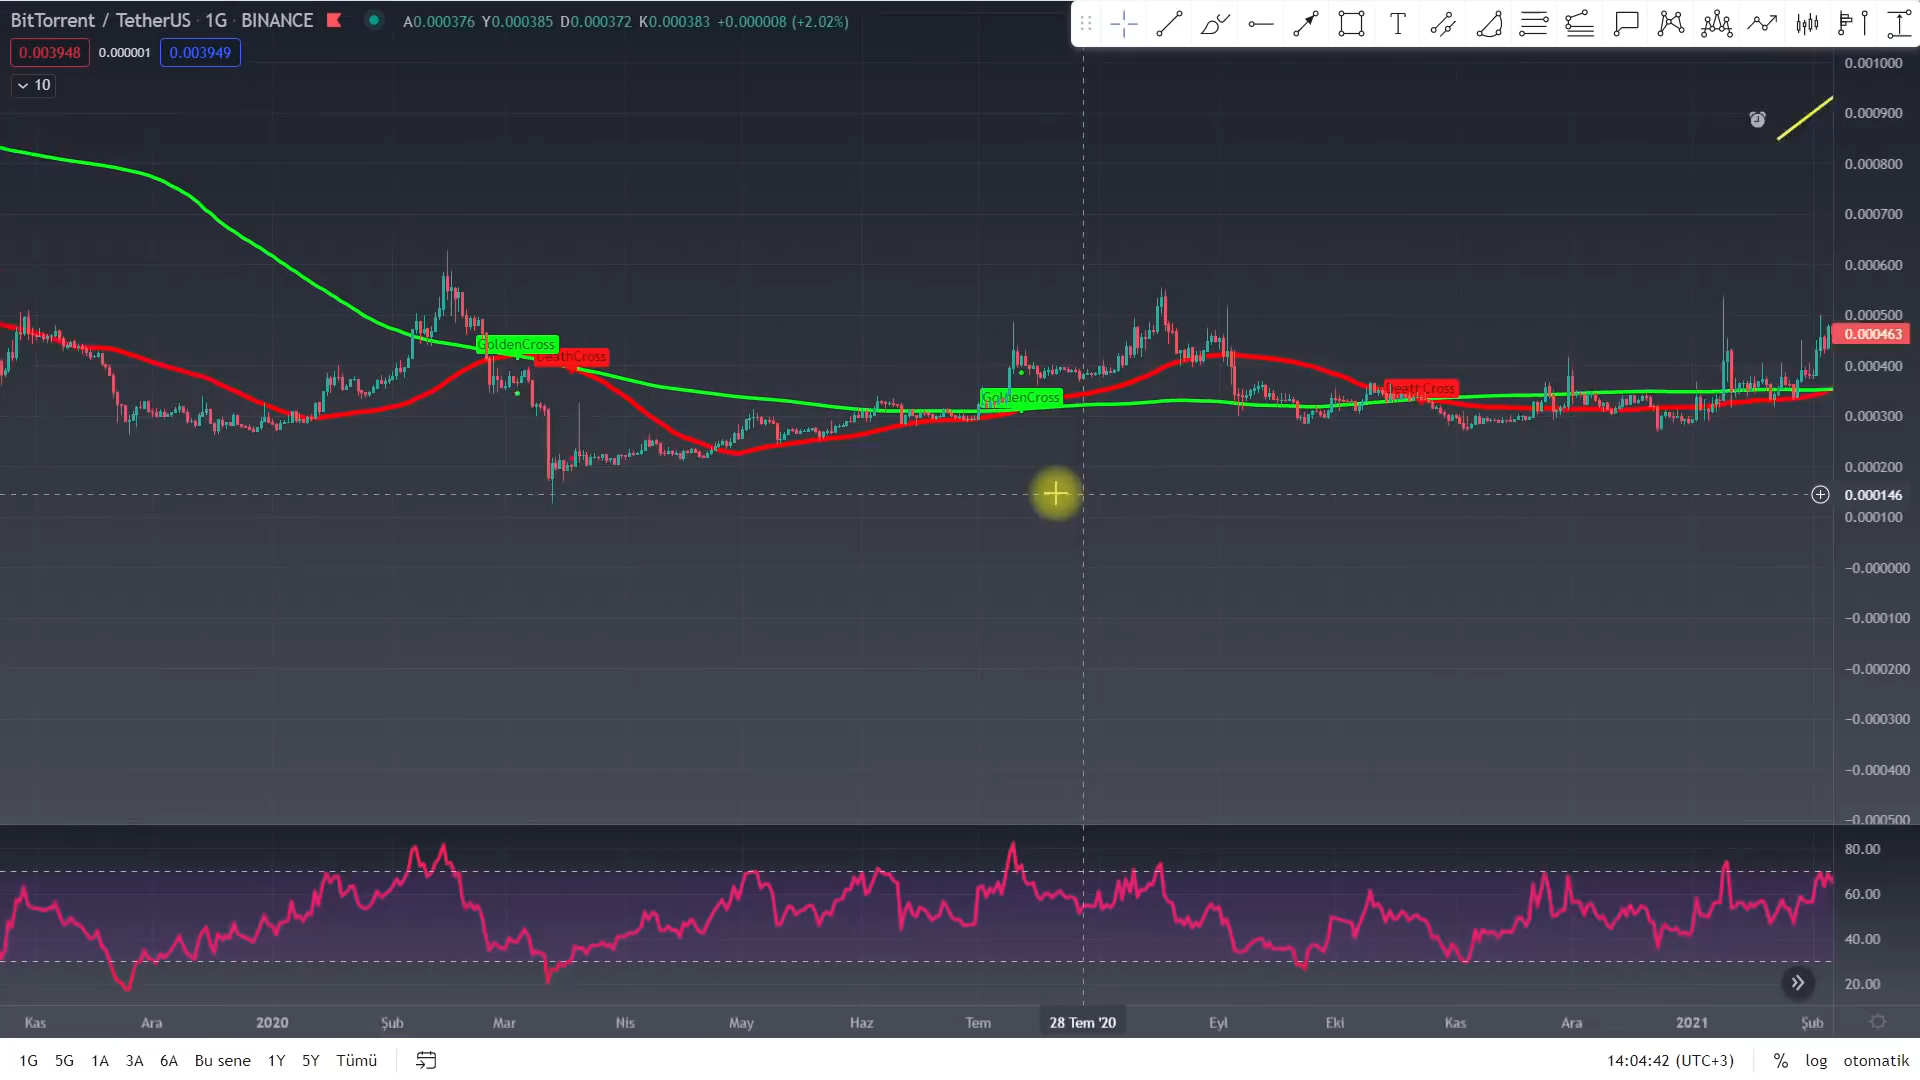 BitTorrent / TetherUS · 1G · BINANCE A0.000376 Y0.000385 D0.000372 K0.000383 +0.000008 (+2.02%)
0.003948 0.000001 0.003949
10
T
0.001000
0.000900
0.000800
0.000700
0.000600
0.000500
0.000463
0.000400
0.000300
0.000200
0.000146
0.000100
−0.000000
−0.000100
−0.000200
−0.000300
−0.000400
−0.000500
GoldenCross
DeathCross
GoldenCross
DeathCross
80.00
60.00
40.00
20.00
Kas Ara 2020 Şub Mar Nis May Haz Tem 28 Tem '20 Eyl Eki Kas Ara 2021 Şub
1G 5G 1A 3A 6A Bu sene 1Y 5Y Tümü 14:04:42 (UTC+3) % log otomatik